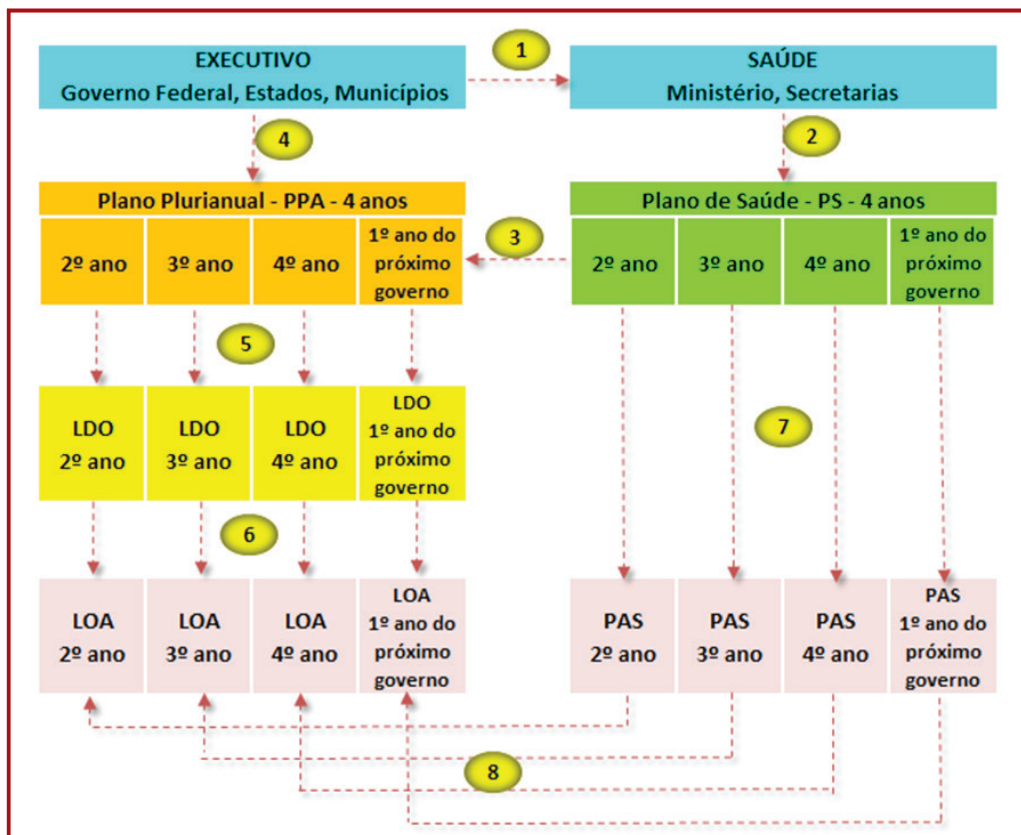 1
EXECUTIVO
Governo Federal, Estados, Municípios
SAÚDE
Ministério, Secretarias
4
2
Plano Plurianual - PPA - 4 anos
2º ano
3º ano
4º ano
1º ano do
próximo
governo
3
Plano de Saúde - PS - 4 anos
2º ano
3º ano
4º ano
1º ano do
próximo
governo
5
LDO
2º ano
LDO
3º ano
LDO
4º ano
LDO
1º ano do
próximo
governo
7
6
LOA
2º ano
LOA
3º ano
LOA
4º ano
LOA
1º ano do
próximo
governo
PAS
2º ano
PAS
3º ano
PAS
4º ano
PAS
1º ano do
próximo
governo
8